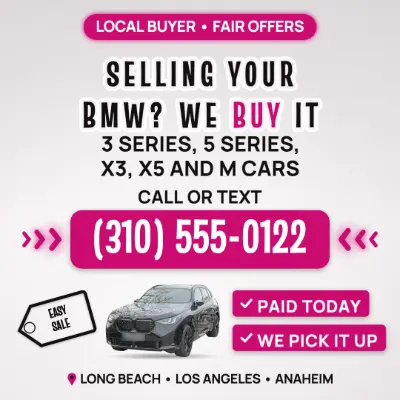 LOCAL BUYER • FAIR OFFERS
SELLING YOUR
BMW? WE BUY IT
3 SERIES, 5 SERIES,
X3, X5 AND M CARS
CALL OR TEXT
(310) 555-0122
EASY
SALE
PAID TODAY
WE PICK IT UP
LONG BEACH • LOS ANGELES • ANAHEIM